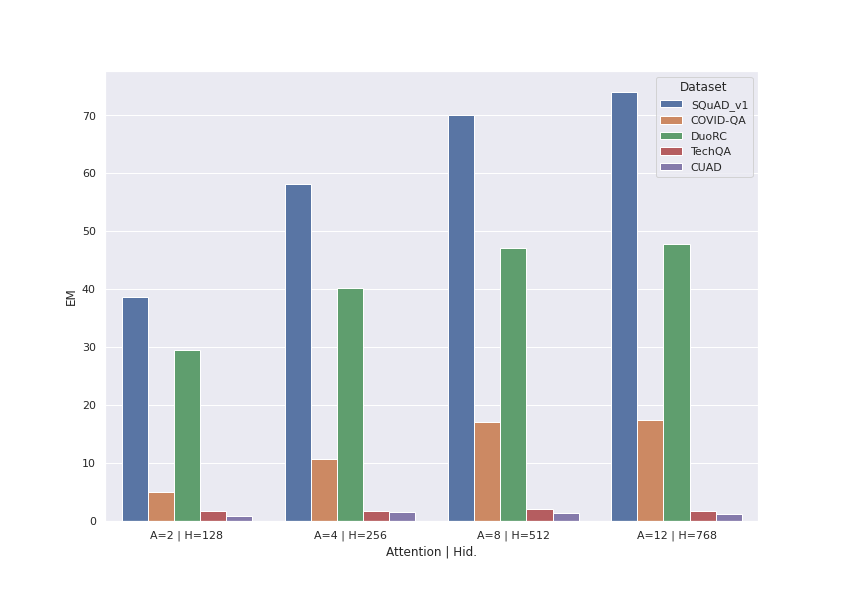 Dataset
SQuAD_v1
COVID-QA
DuoRC
TechQA
CUAD
EM
70
60
50
40
30
20
10
0
A=2 | H=128
A=4 | H=256
A=8 | H=512
A=12 | H=768
Attention | Hid.